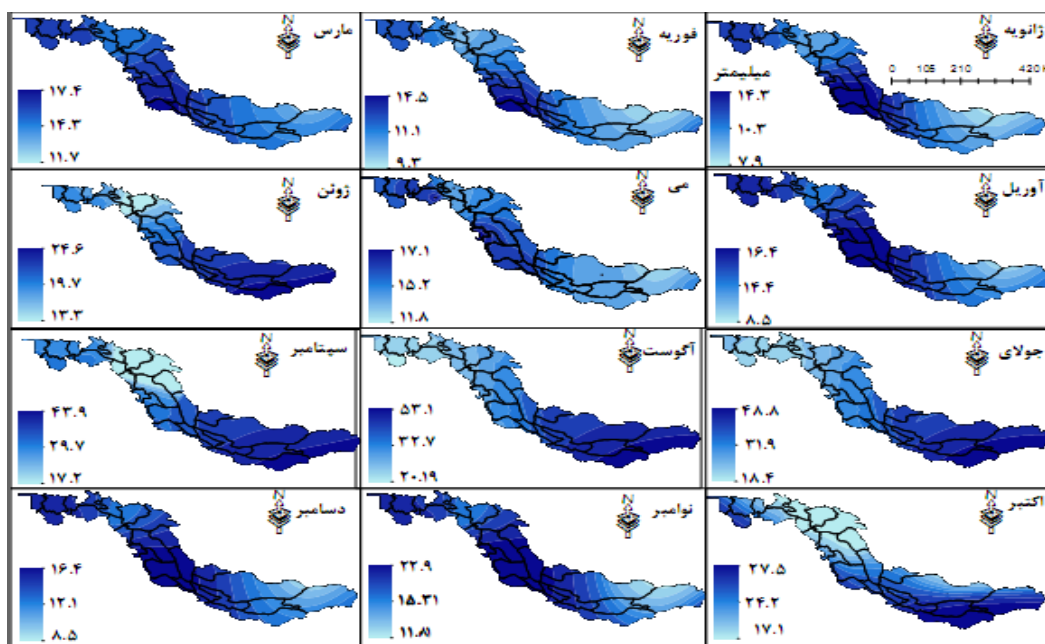 ژانویه
N
0 105 210 420 K
میلیمتر
۱۴.۳
۱۰.۳
۷.۹
فوریه
N
۱۴.۵
۱۱.۱
۹.۳
مارس
N
۱۷.۴
۱۴.۳
۱۱.۷
آوریل
N
۱۶.۴
۱۴.۴
۸.۵
می
N
۱۷.۱
۱۵.۲
۱۱.۸
ژوئن
N
۲۴.۶
۱۹.۷
۱۳.۳
جولای
N
۴۸.۸
۳۱.۹
۱۸.۴
آگوست
N
۵۳.۱
۳۲.۷
۲۰.۱۹
سپتامبر
N
۴۳.۹
۲۹.۷
۱۷.۲
اکتبر
N
۲۷.۵
۲۴.۲
۱۷.۱
نوامبر
N
۲۲.۹
۱۵.۳۱
۱۱.۸۵
دسامبر
N
۱۶.۴
۱۲.۱
۸.۵